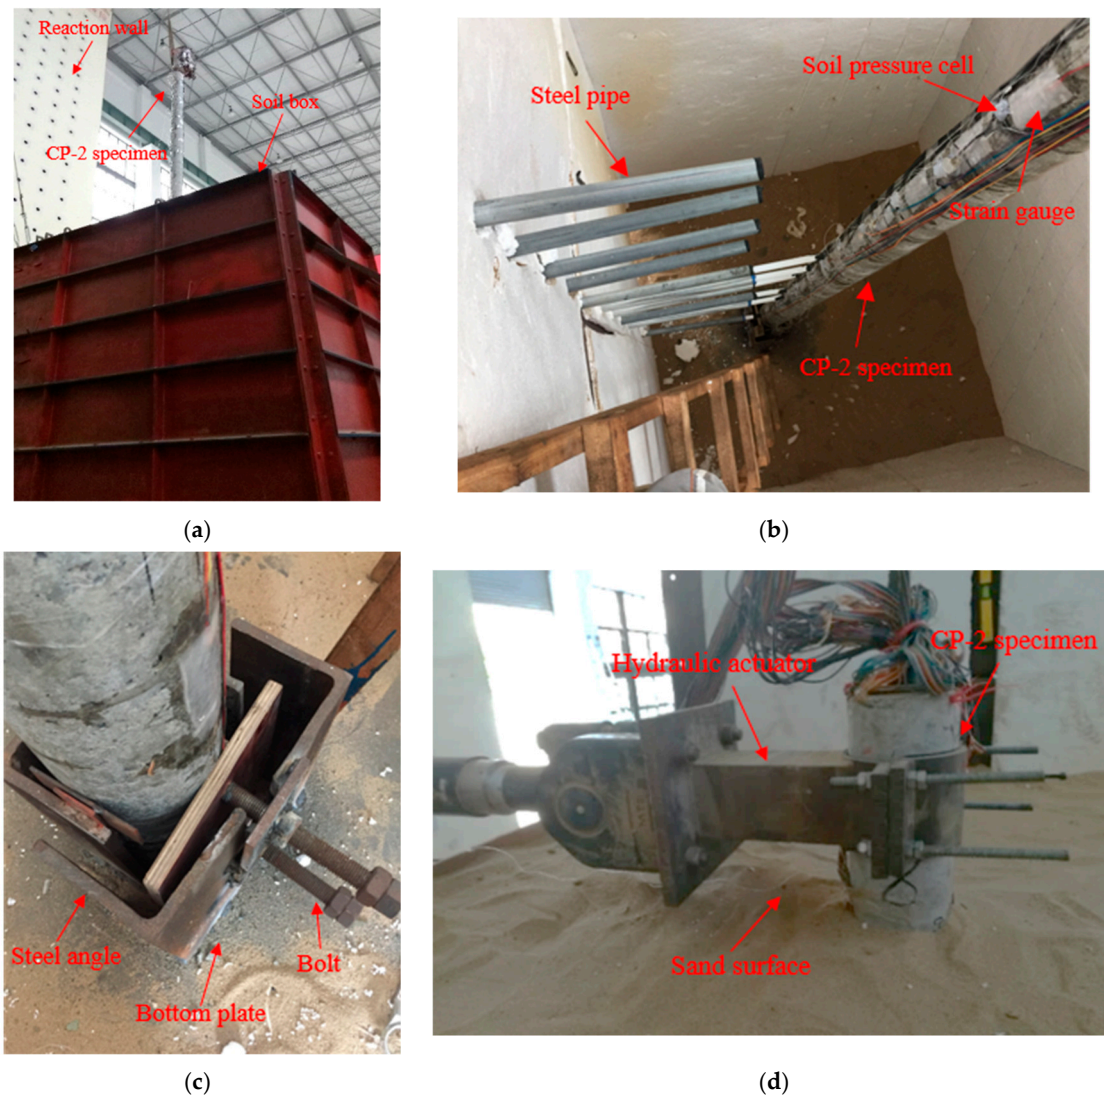 Reaction wall
Soil box
CP-2 specimen
(a)
Soil pressure cell
Steel pipe
Strain gauge
CP-2 specimen
(b)
Steel angle
Bolt
Bottom plate
(c)
CP-2 specimen
Hydraulic actuator
Sand surface
(d)